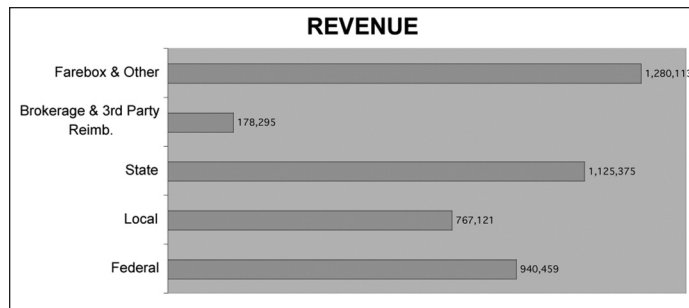 REVENUE
Farebox & Other
1,280,113
Brokerage & 3rd Party
Reimb.
178,295
State
1,125,375
Local
767,121
Federal
940,459